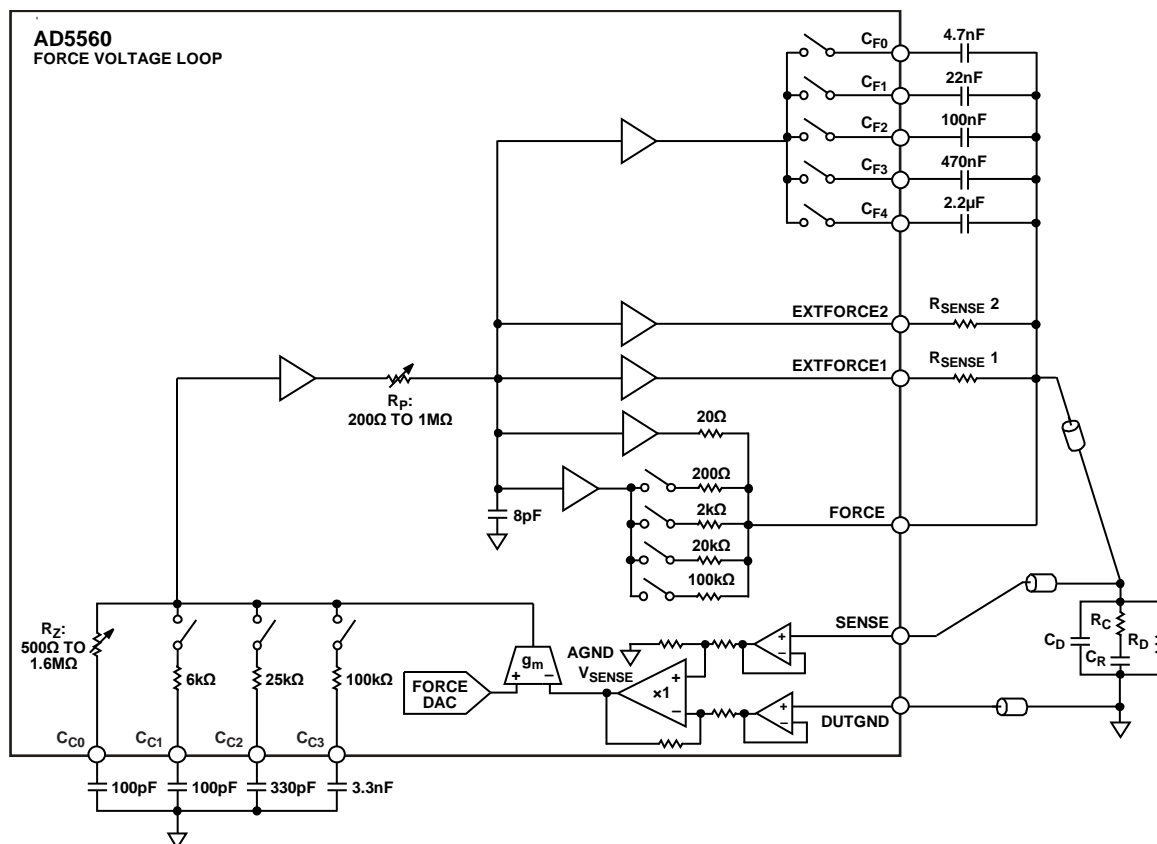 AD5560
FORCE VOLTAGE LOOP
CF0
4.7nF
CF1
22nF
CF2
100nF
CF3
470nF
CF4
2.2µF
EXTFORCE2
RSENSE 2
EXTFORCE1
RSENSE 1
RP:
200Ω TO 1MΩ
20Ω
200Ω
8pF
2kΩ
FORCE
20kΩ
100kΩ
SENSE
RZ:
500Ω TO
1.6MΩ
6kΩ
25kΩ
100kΩ
gm
+ −
FORCE
DAC
AGND
VSENSE
+
×1
−
+
−
+
−
DUTGND
CD
RC
CR
RD
CC0
CC1
CC2
CC3
100pF
100pF
330pF
3.3nF